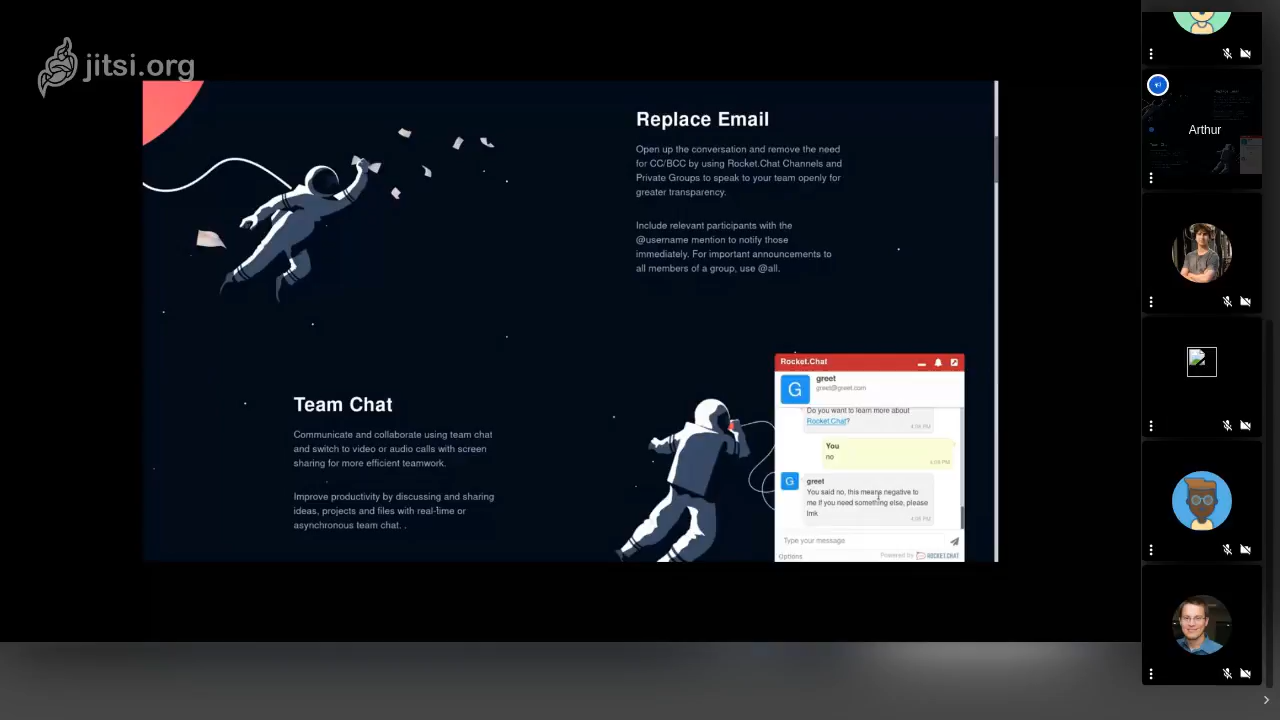 jitsi.org
Replace Email
Open up the conversation and remove the need
for CC/BCC by using Rocket.Chat Channels and
Private Groups to speak to your team openly for
greater transparency.
Include relevant participants with the
@username mention to notify those
immediately. For important announcements to
all members of a group, use @all.
Team Chat
Communicate and collaborate using team chat
and switch to video or audio calls with screen
sharing for more efficient teamwork.
Improve productivity by discussing and sharing
ideas, projects and files with real-time or
asynchronous team chat. .
Rocket.Chat
G
greet
greet@greet.com
Do you want to learn more about
Rocket.Chat?
You
no
G
greet
You said no, this means negative to
me if you need something else, please
lmk
Type your message
Options
Powered by ROCKET.CHAT
Arthur